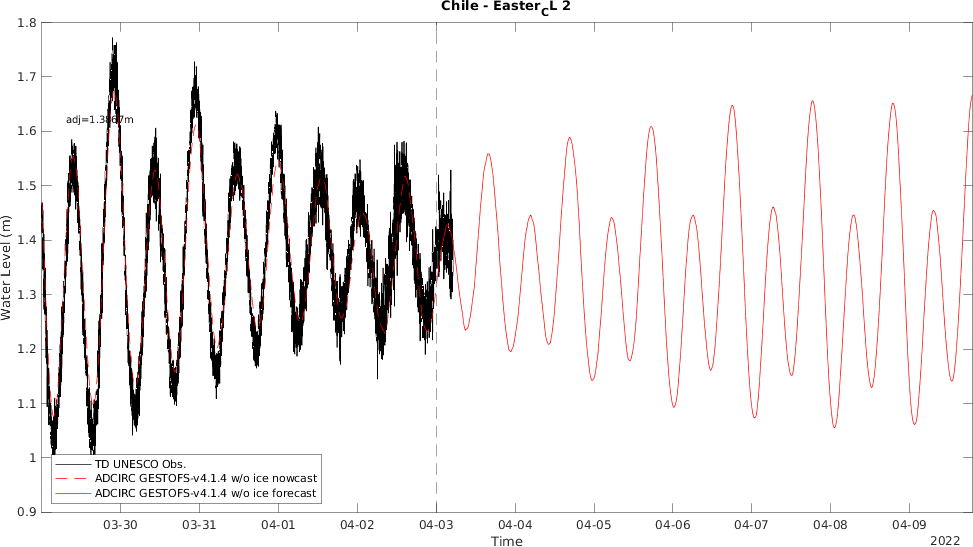 Chile - Easter_CL 2
1.8
1.7
1.6
1.5
1.4
1.3
1.2
1.1
1
0.9
Water Level (m)
adj=1.3867m
TD UNESCO Obs.
ADCIRC GESTOFS-v4.1.4 w/o ice nowcast
ADCIRC GESTOFS-v4.1.4 w/o ice forecast
03-30 03-31 04-01 04-02 04-03 04-04 04-05 04-06 04-07 04-08 04-09
Time
2022